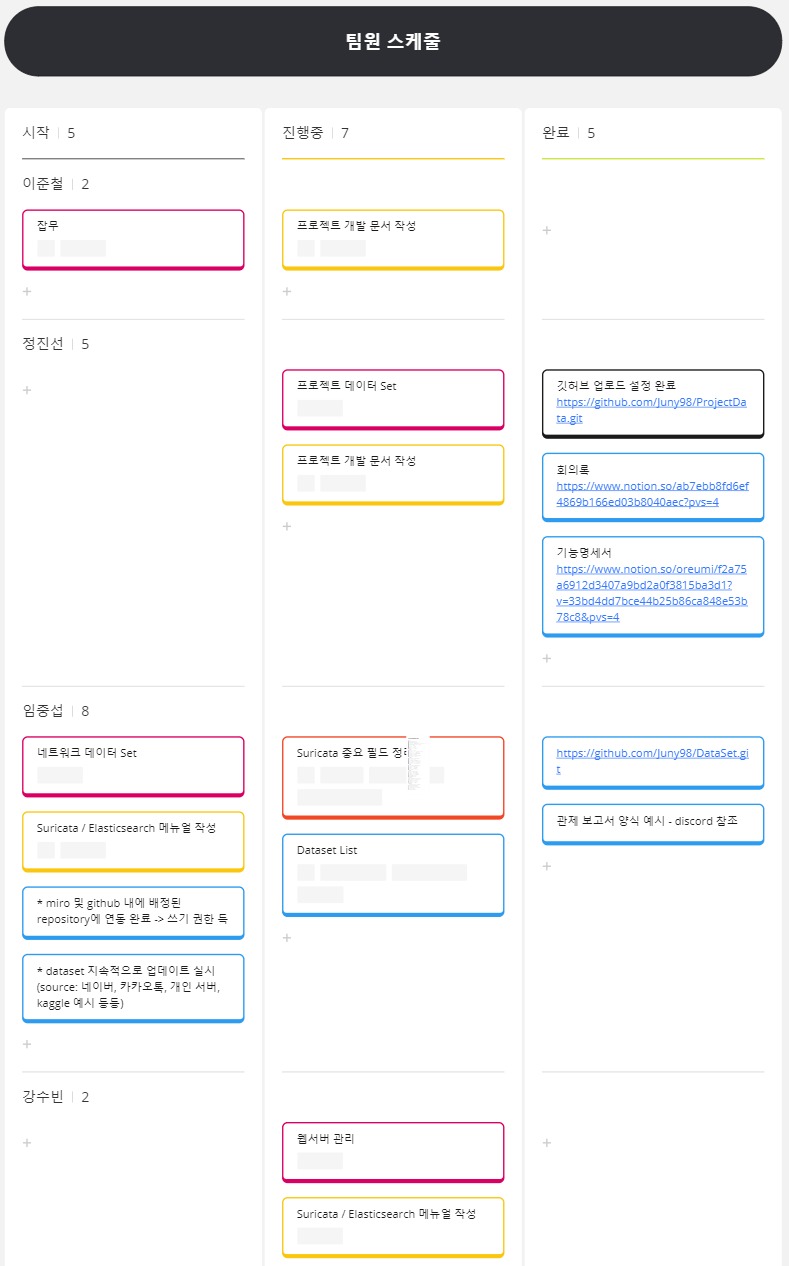 팀원 스케줄
시작 | 5
진행중 | 7
완료 | 5
이준철 | 2
잡무
프로젝트 개발 문서 작성
정진선 | 5
프로젝트 데이터 Set
프로젝트 개발 문서 작성
깃허브 업로드 설정 완료
https://github.com/Juny98/ProjectDa
ta.git
회의록
https://www.notion.so/ab7ebb8fd6ef
4869b166ed03b8040aec?pvs=4
기능명세서
https://www.notion.so/oreumi/f2a75
a6912d3407a9bd2a0f3815ba3d1?
v=33bd4dd7bce44b25b86ca848e53b
78c8&pvs=4
임종섭 | 8
네트워크 데이터 Set
Suricata / Elasticsearch 메뉴얼 작성
* miro 및 github 내에 배정된
repository에 연동 완료 -> 쓰기 권한 득
* dataset 지속적으로 업데이트 실시
(source: 네이버, 카카오톡, 개인 서버,
kaggle 예시 등등)
Suricata 중요 필드
Dataset List
https://github.com/Juny98/DataSet.gi
t
관제 보고서 양식 예시 - discord 참조
강수빈 | 2
웹서버 관리
Suricata / Elasticsearch 메뉴얼 작성